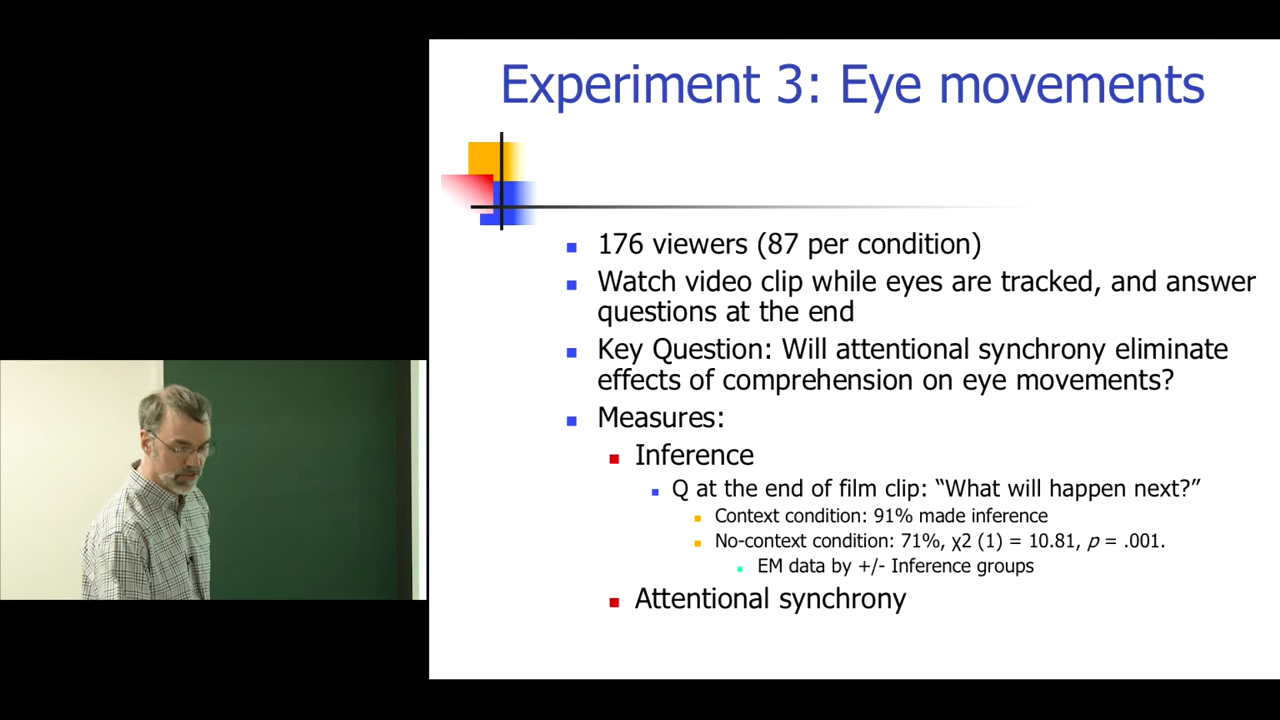 Experiment 3: Eye movements
176 viewers (87 per condition)
Watch video clip while eyes are tracked, and answer
questions at the end
Key Question: Will attentional synchrony eliminate
effects of comprehension on eye movements?
Measures:
Inference
Q at the end of film clip: “What will happen next?”
Context condition: 91% made inference
No-context condition: 71%, χ2 (1) = 10.81, p = .001.
EM data by +/- Inference groups
Attentional synchrony